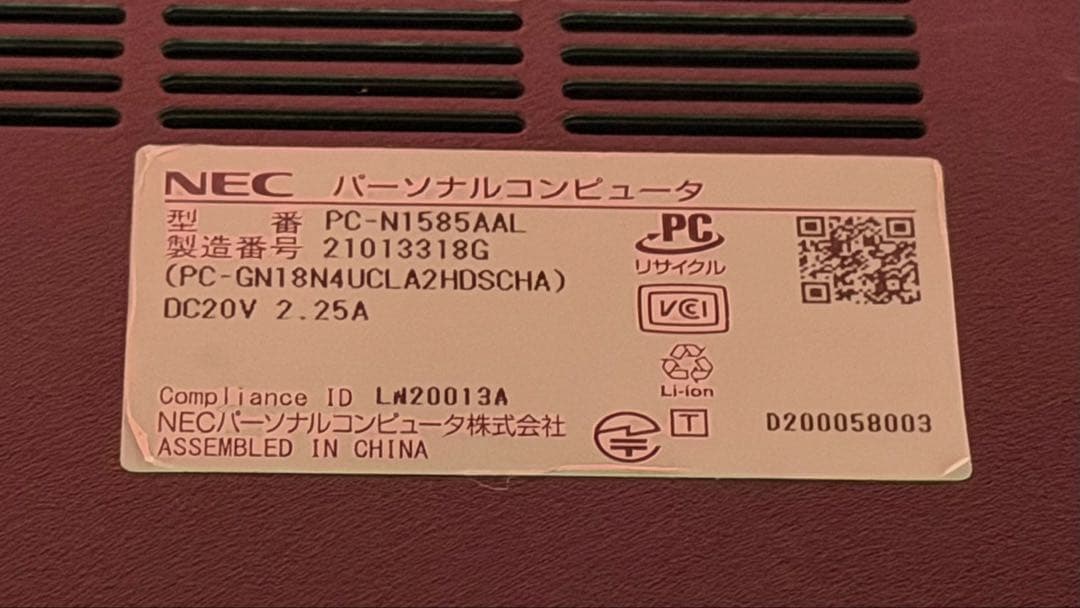 NEC パーソナルコンピュータ
型 番 PC-N1585AAL
製造番号 21013318G
(PC-GN18N4UCLA2HDSCHA)
DC20V 2.25A
PC
リサイクル
VCCI
Li-ion
Compliance ID LW20013A
NECパーソナルコンピュータ株式会社
ASSEMBLED IN CHINA
T
D200058003